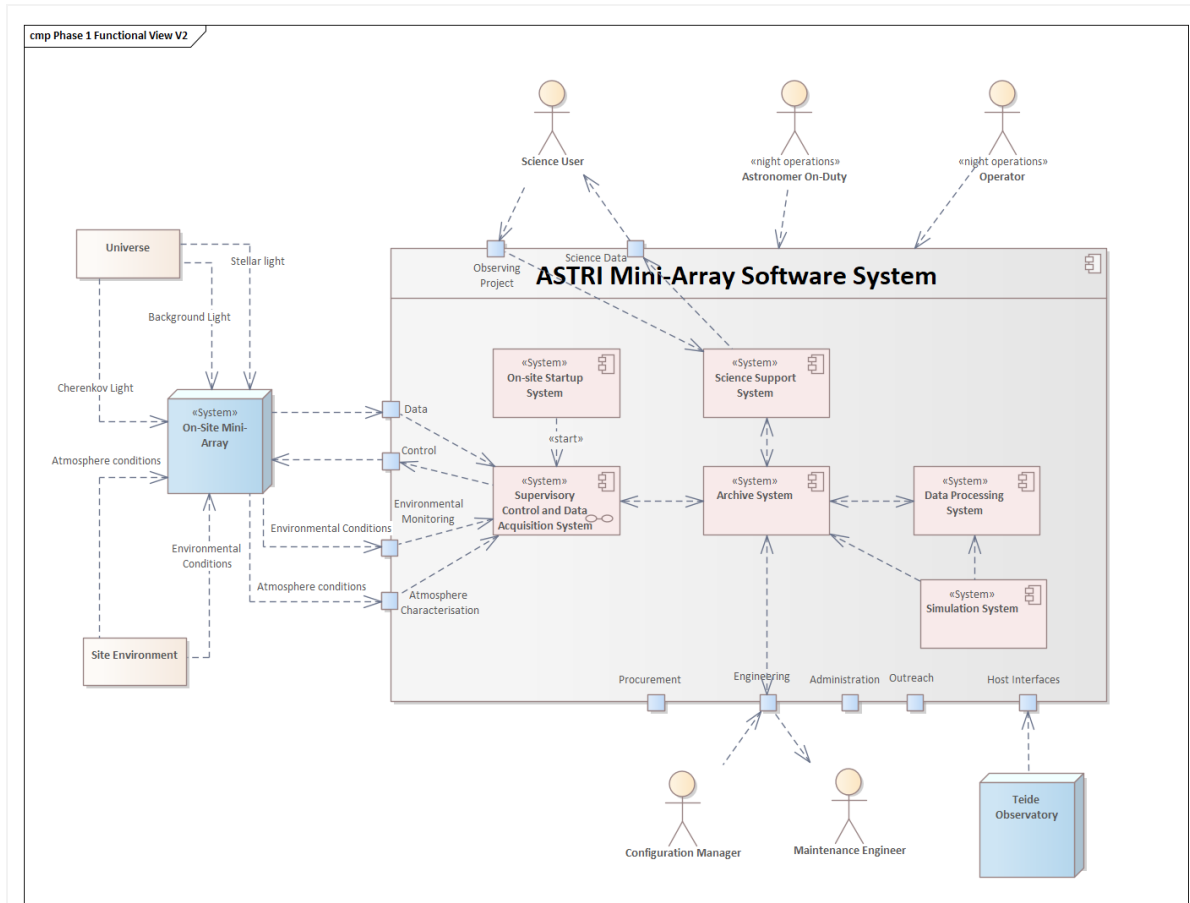 cmp Phase 1 Functional View V2
Science User
«night operations»
Astronomer On-Duty
«night operations»
Operator
Universe
Stellar light
Background Light
Cherenkov Light
Observing
Project
Science Data
ASTRI Mini-Array Software System
«System»
On-site Startup
System
«System»
Science Support
System
«System»
On-Site Mini-
Array
Data
«start»
Control
Atmosphere conditions
«System»
Supervisory
Control and Data
Acquisition System
«System»
Archive System
«System»
Data Processing
System
Environmental
Monitoring
Environmental Conditions
Environmental
Conditions
Atmosphere conditions
Atmosphere
Characterisation
«System»
Simulation System
Site Environment
Procurement
Engineering
Administration
Outreach
Host Interfaces
Configuration Manager
Maintenance Engineer
Teide
Observatory